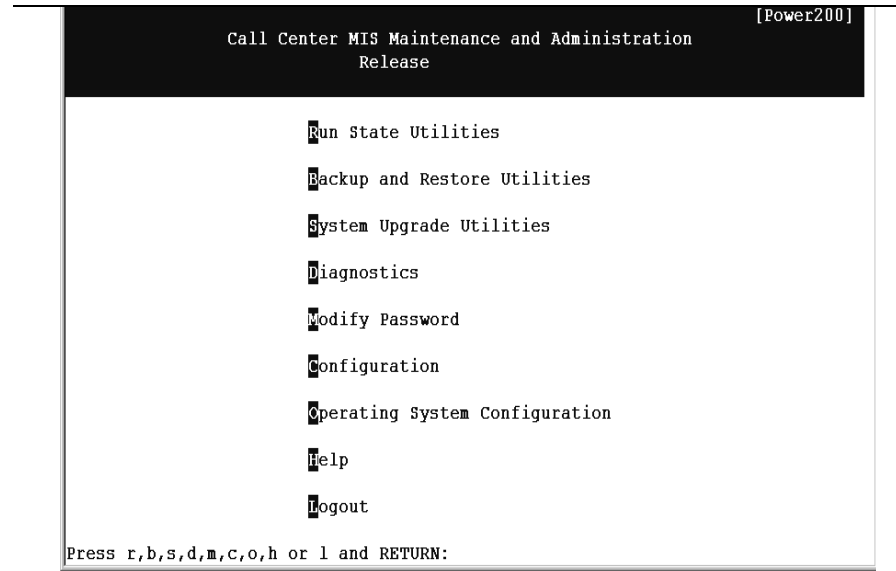 [Power200]
Call Center MIS Maintenance and Administration
Release
Run State Utilities
Backup and Restore Utilities
System Upgrade Utilities
Diagnostics
Modify Password
Configuration
Operating System Configuration
Help
Logout
Press r,b,s,d,m,c,o,h or l and RETURN: